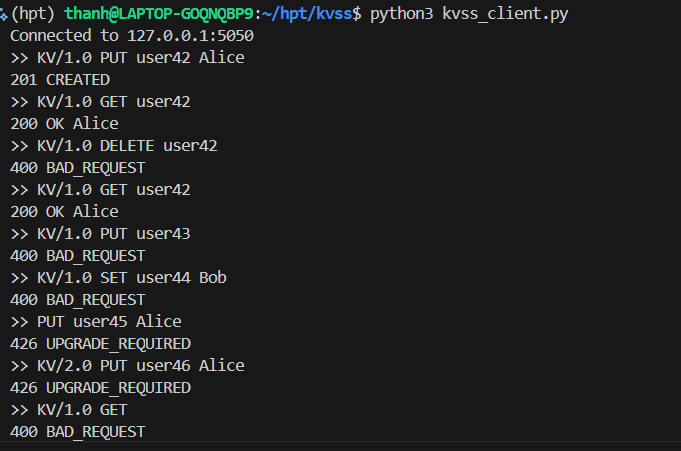 (hpt) thanh@LAPTOP-GOQNQBP9:~/hpt/kvss$ python3 kvss_client.py
Connected to 127.0.0.1:5050
>> KV/1.0 PUT user42 Alice
201 CREATED
>> KV/1.0 GET user42
200 OK Alice
>> KV/1.0 DELETE user42
400 BAD_REQUEST
>> KV/1.0 GET user42
200 OK Alice
>> KV/1.0 PUT user43
400 BAD_REQUEST
>> KV/1.0 SET user44 Bob
400 BAD_REQUEST
>> PUT user45 Alice
426 UPGRADE_REQUIRED
>> KV/2.0 PUT user46 Alice
426 UPGRADE_REQUIRED
>> KV/1.0 GET
400 BAD_REQUEST